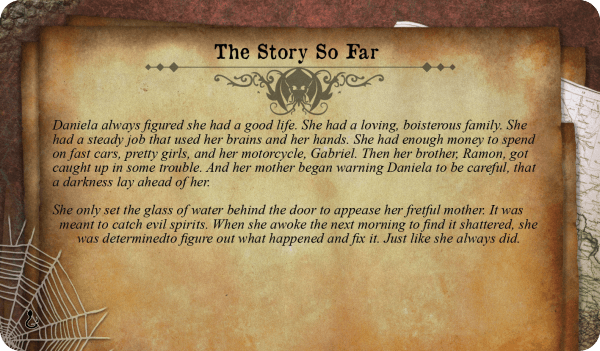 The Story So Far
Daniela always figured she had a good life. She had a loving, boisterous family. She
had a steady job that used her brains and her hands. She had enough money to spend
on fast cars, pretty girls, and her motorcycle, Gabriel. Then her brother, Ramon, got
caught up in some trouble. And her mother began warning Daniela to be careful, that
a darkness lay ahead of her.
She only set the glass of water behind the door to appease her fretful mother. It was
meant to catch evil spirits. When she awoke the next morning to find it shattered, she
was determinedto figure out what happened and fix it. Just like she always did.